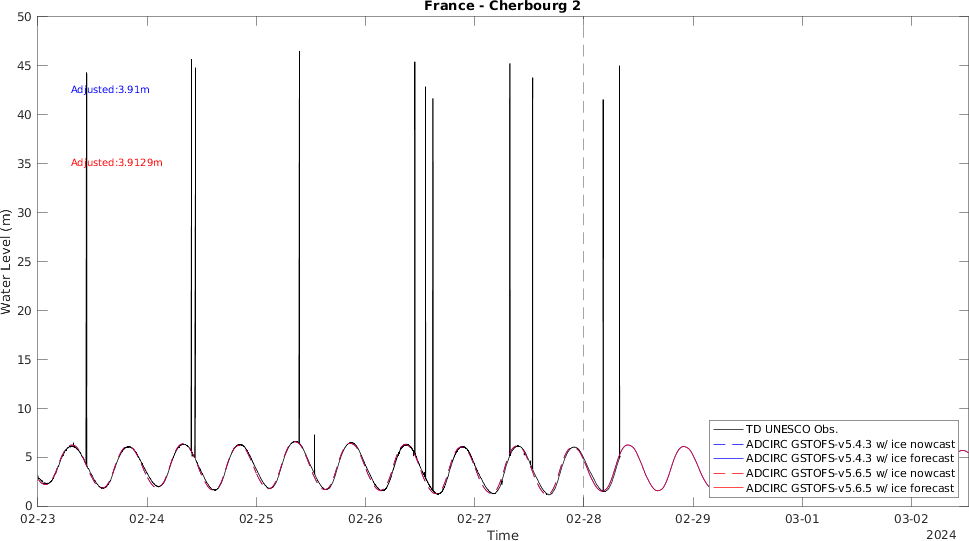 France - Cherbourg 2
50
45
40
35
30
25
20
15
10
5
0
Water Level (m)
Adjusted:3.91m
Adjusted:3.9129m
TD UNESCO Obs.
ADCIRC GSTOFS-v5.4.3 w/ ice nowcast
ADCIRC GSTOFS-v5.4.3 w/ ice forecast
ADCIRC GSTOFS-v5.6.5 w/ ice nowcast
ADCIRC GSTOFS-v5.6.5 w/ ice forecast
02-23 02-24 02-25 02-26 02-27 02-28 02-29 03-01 03-02
Time
2024